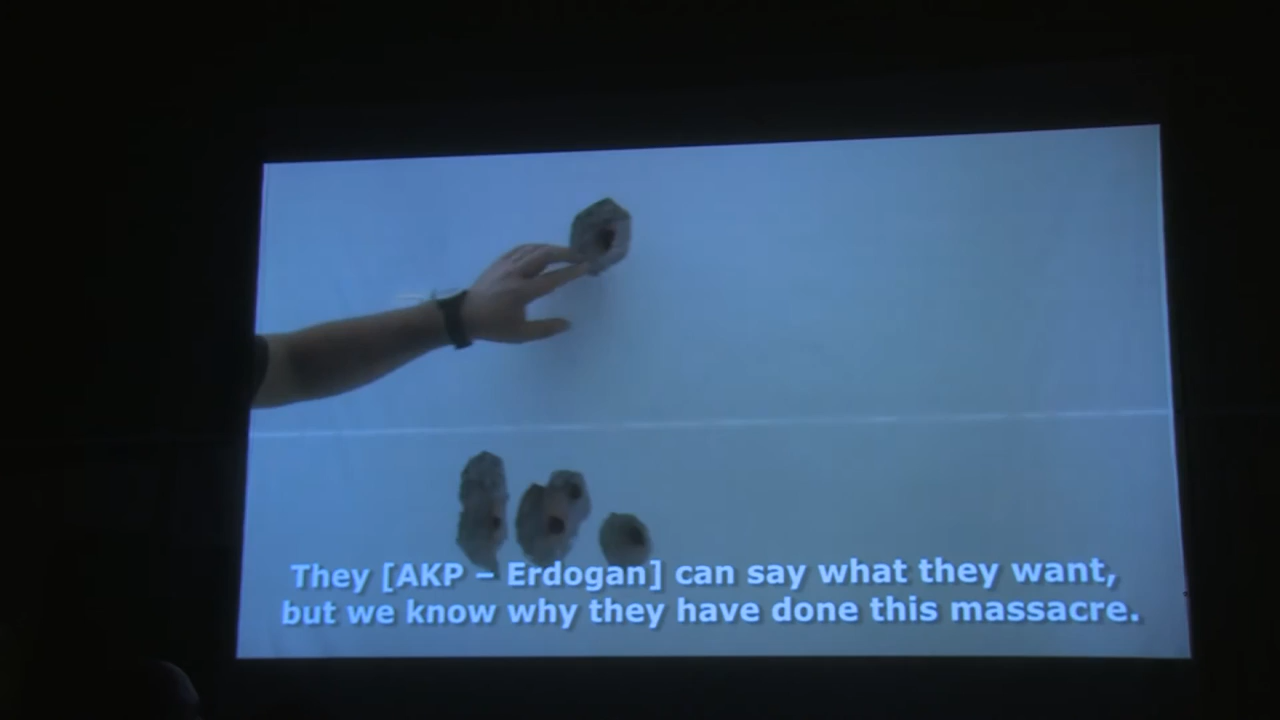 They [AKP – Erdogan] can say what they want,
but we know why they have done this massacre.